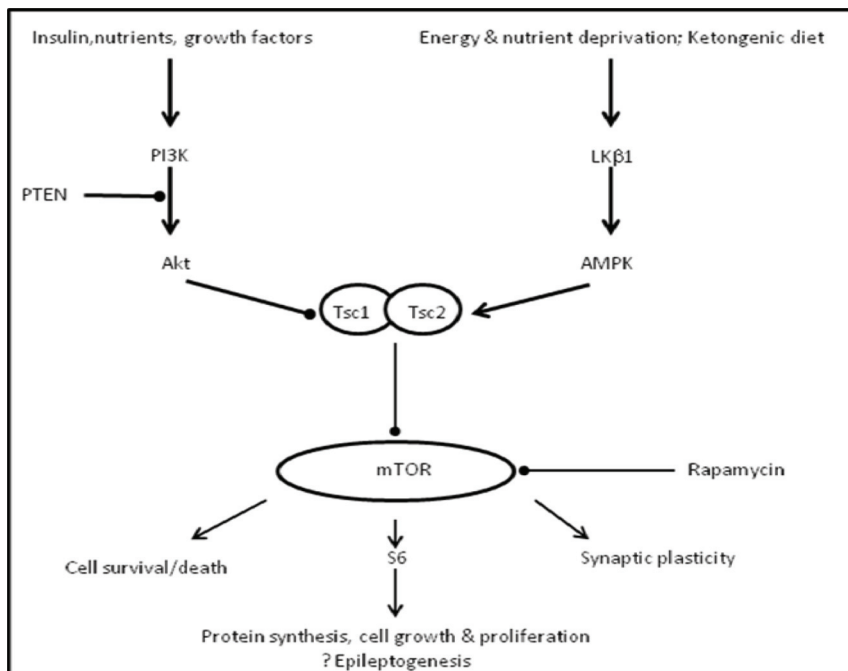 Insulin,nutrients, growth factors
Energy & nutrient deprivation; Ketongenic diet
PI3K
LKβ1
PTEN
Akt
AMPK
Tsc1
Tsc2
mTOR
Rapamycin
Cell survival/death
S6
Synaptic plasticity
Protein synthesis, cell growth & proliferation
? Epileptogenesis